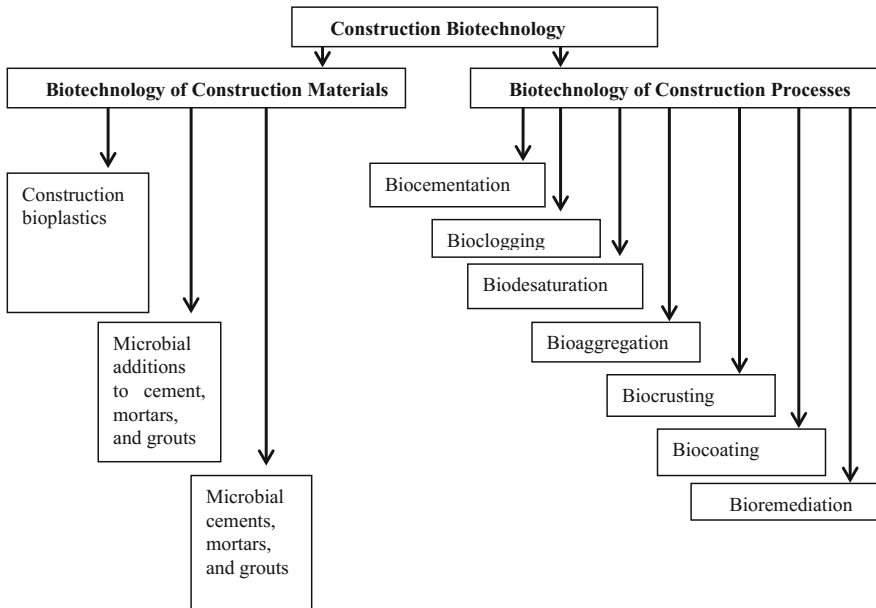 Construction Biotechnology
Biotechnology of Construction Materials
Biotechnology of Construction Processes
Construction
bioplastics
Microbial
additions
to cement,
mortars,
and grouts
Microbial
cements,
mortars,
and grouts
Biocementation
Bioclogging
Biodesaturation
Bioaggregation
Biocrusting
Biocoating
Bioremediation